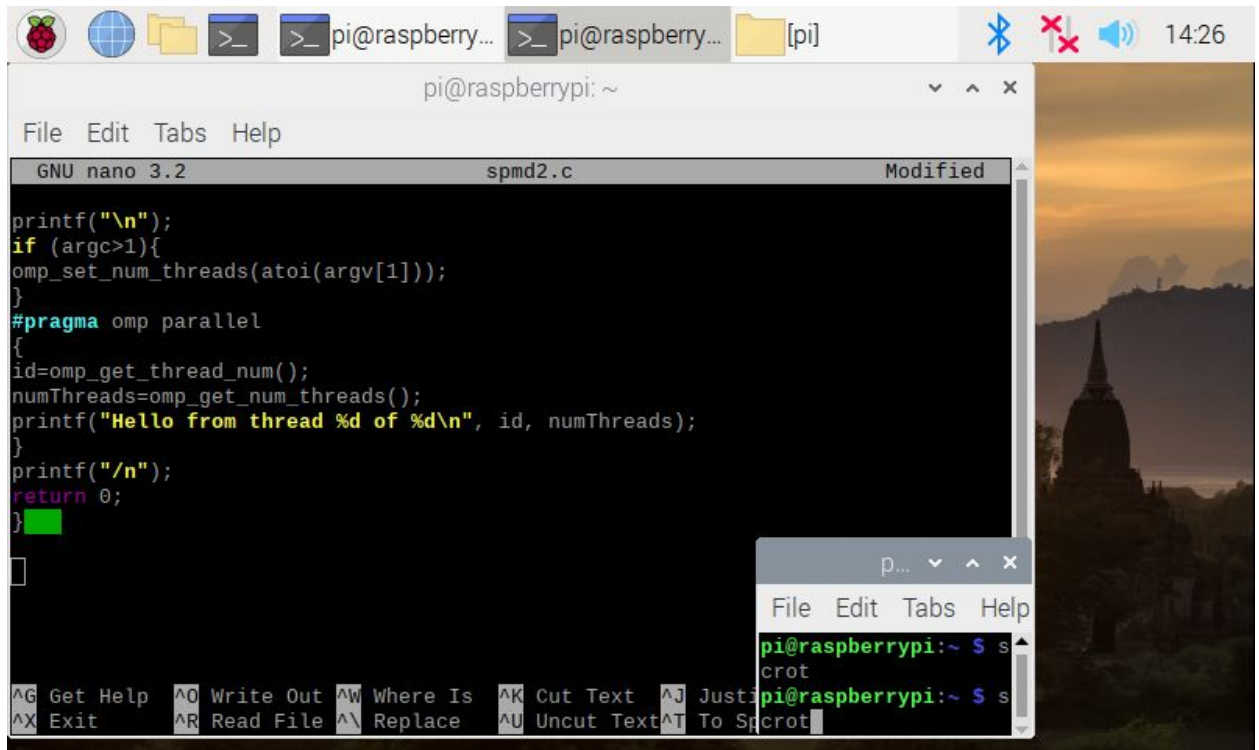 pi@raspberry... pi@raspberry... [pi] 14:26
pi@raspberrypi: ~
File Edit Tabs Help
GNU nano 3.2 spmd2.c Modified
printf("\n");
if (argc>1){
omp_set_num_threads(atoi(argv[1]));
}
#pragma omp parallel
{
id=omp_get_thread_num();
numThreads=omp_get_num_threads();
printf("Hello from thread %d of %d\n", id, numThreads);
}
printf("/n");
return 0;
}
^G Get Help ^O Write Out ^W Where Is ^K Cut Text ^J Justi
^X Exit ^R Read File ^\ Replace ^U Uncut Text^T To Sp
p...
File Edit Tabs Help
pi@raspberrypi:~ $ s
crot
pi@raspberrypi:~ $ s
crot